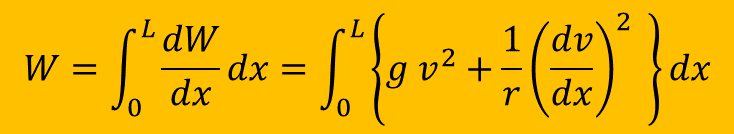 W = ∫₀ᴸ dW/dx dx = ∫₀ᴸ {g v² + 1/r (dv/dx)²} dx